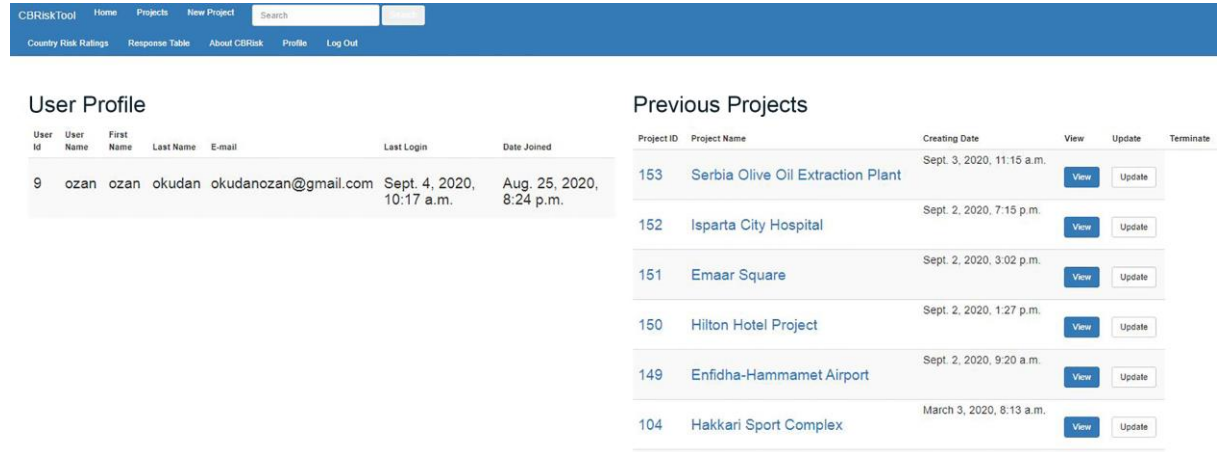 CBRiskTool Home Projects New Project Search Search
Country Risk Ratings Response Table About CBRisk Profile Log Out
User Profile
User Id User Name First Name Last Name E-mail Last Login Date Joined
9 ozan ozan okudan okudanozan@gmail.com Sept. 4, 2020, 10:17 a.m. Aug. 25, 2020, 8:24 p.m.
Previous Projects
Project ID Project Name Creating Date View Update Terminate
153 Serbia Olive Oil Extraction Plant Sept. 3, 2020, 11:15 a.m. View Update
152 Isparta City Hospital Sept. 2, 2020, 7:15 p.m. View Update
151 Emaar Square Sept. 2, 2020, 3:02 p.m. View Update
150 Hilton Hotel Project Sept. 2, 2020, 1:27 p.m. View Update
149 Enfidha-Hammamet Airport Sept. 2, 2020, 9:20 a.m. View Update
104 Hakkari Sport Complex March 3, 2020, 8:13 a.m. View Update